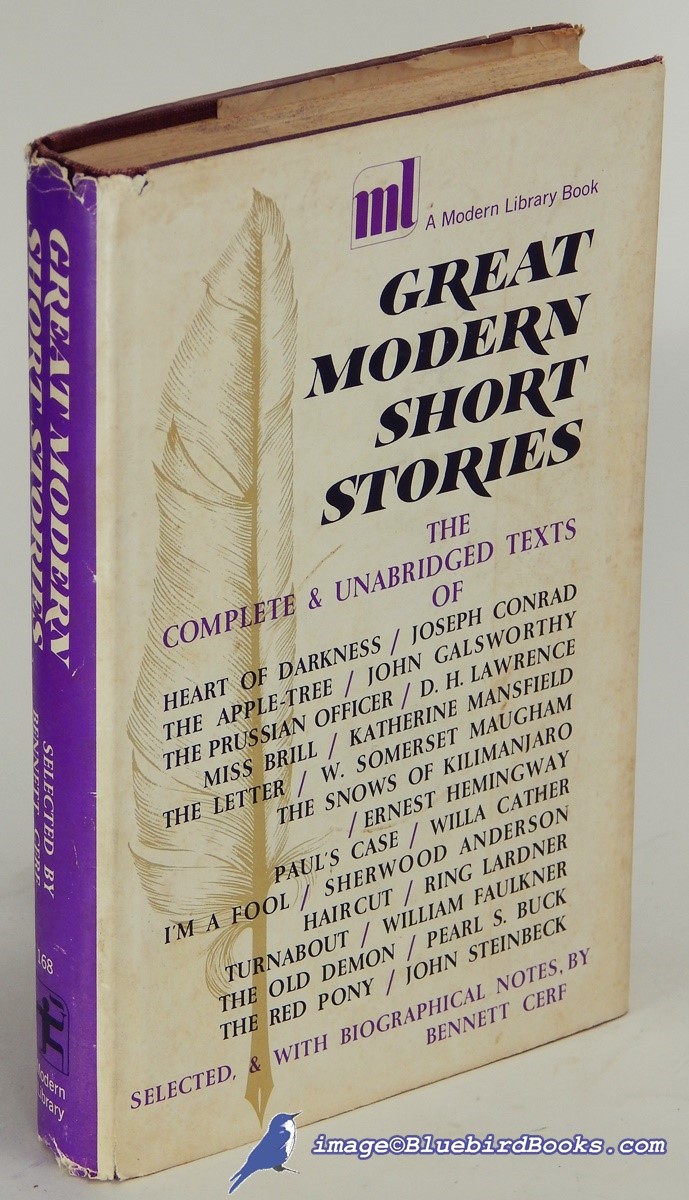 GREAT MODERN
SHORT STORIES
SELECTED BY
BENNETT CERF
168
Modern
Library
ml
A Modern Library Book
GREAT
MODERN
SHORT
STORIES
THE
COMPLETE & UNABRIDGED TEXTS
OF
HEART OF DARKNESS / JOSEPH CONRAD
THE APPLE-TREE / JOHN GALSWORTHY
THE PRUSSIAN OFFICER / D. H. LAWRENCE
MISS BRILL / KATHERINE MANSFIELD
THE LETTER / W. SOMERSET MAUGHAM
THE SNOWS OF KILIMANJARO
/ ERNEST HEMINGWAY
PAUL'S CASE / WILLA CATHER
I'M A FOOL / SHERWOOD ANDERSON
HAIRCUT / RING LARDNER
TURNABOUT / WILLIAM FAULKNER
THE OLD DEMON / PEARL S. BUCK
THE RED PONY / JOHN STEINBECK
SELECTED, & WITH BIOGRAPHICAL NOTES, BY
BENNETT CERF
image©BluebirdBooks.com